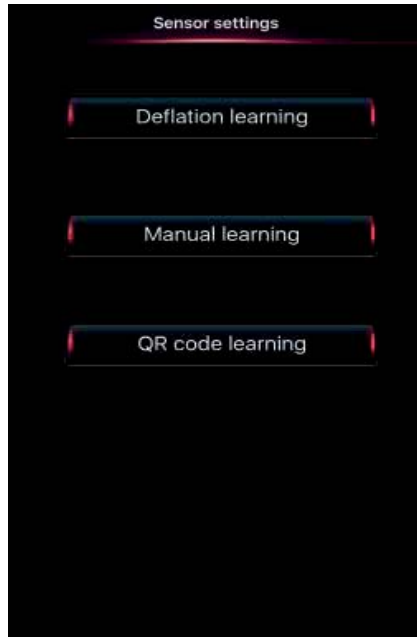 Sensor settings
Deflation learning
Manual learning
QR code learning